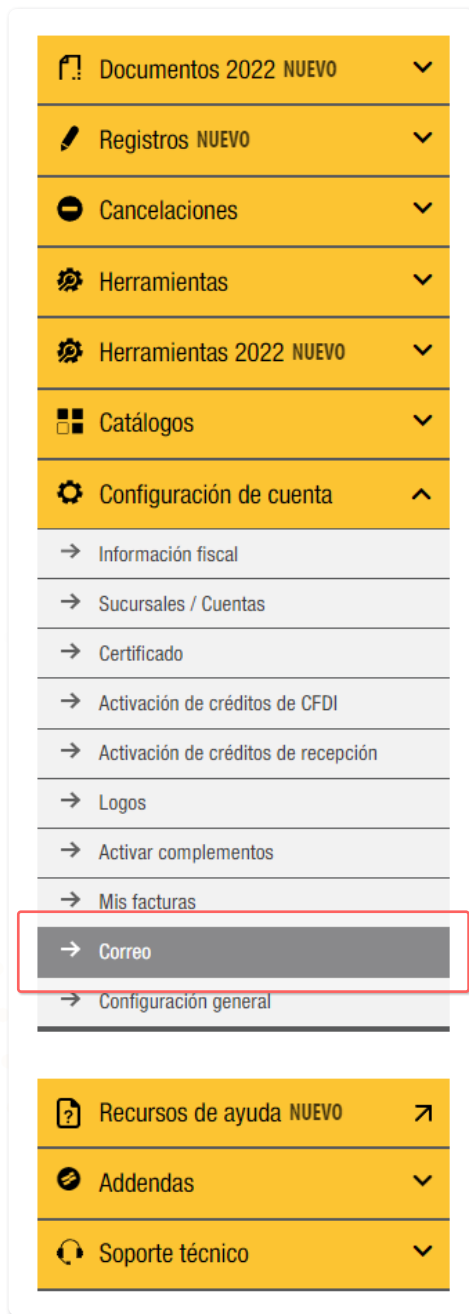 Documentos 2022 NUEVO
Registros NUEVO
Cancelaciones
Herramientas
Herramientas 2022 NUEVO
Catálogos
Configuración de cuenta
Información fiscal
Sucursales / Cuentas
Certificado
Activación de créditos de CFDI
Activación de créditos de recepción
Logos
Activar complementos
Mis facturas
Correo
Configuración general
Recursos de ayuda NUEVO
Addendas
Soporte técnico